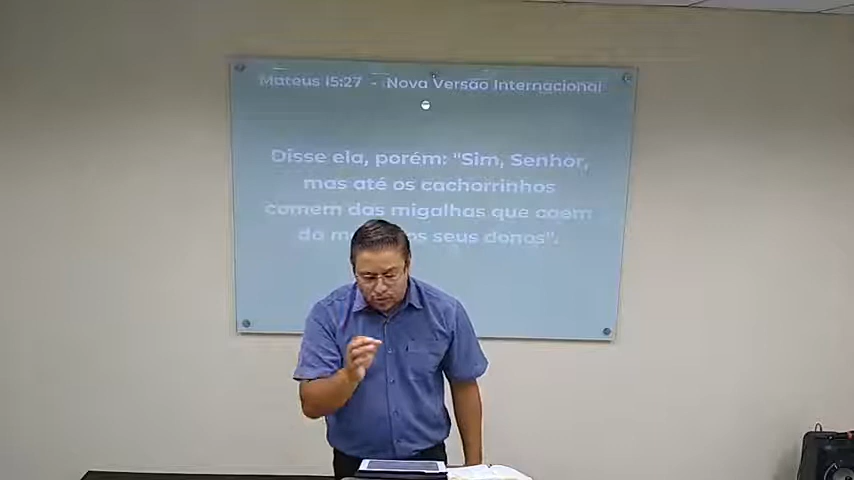 Mateus 15:27 - Nova Versão Internacional
Disse ela, porém: "Sim, Senhor,
mas até os cachorrinhos
comem das migalhas que caem
da seus donos".